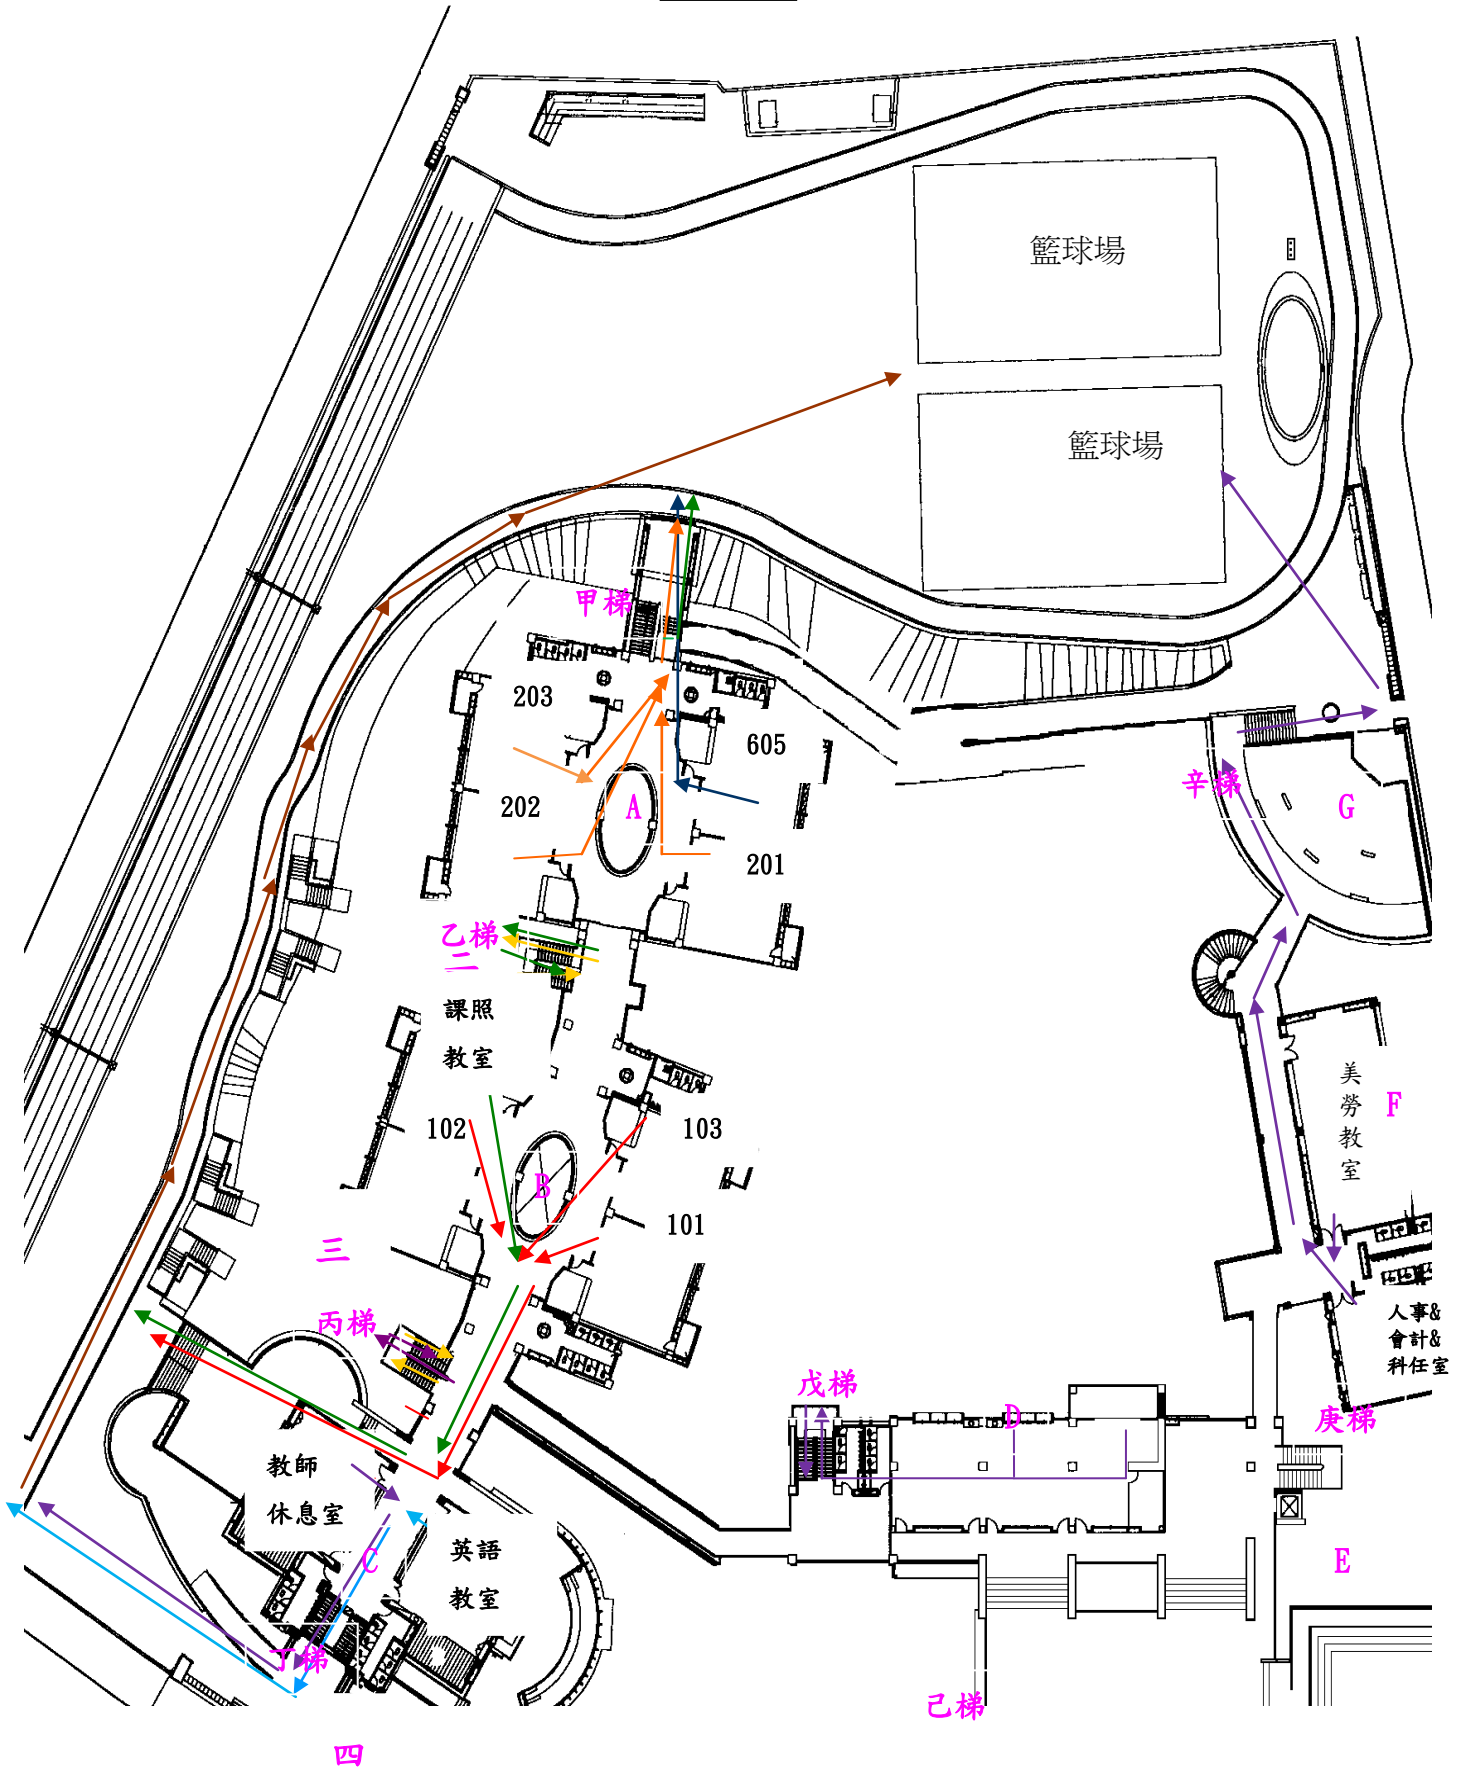 籃球場
籃球場
甲梯
203
605
202
A
201
辛梯
G
乙梯
二
課照
教室
102
103
B
101
美
勞
教
室
F
三
丙梯
人事&
會計&
科任室
戊梯
D
庚梯
教師
休息室
英語
教室
C
E
丁梯
己梯
四